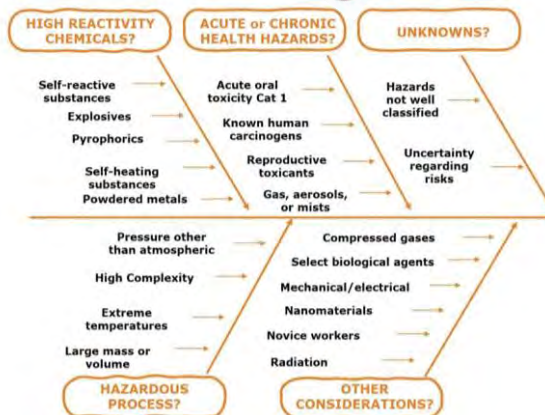 HIGH REACTIVITY
CHEMICALS?
ACUTE or CHRONIC
HEALTH HAZARDS?
UNKNOWNS?
Self-reactive
substances
Explosives
Pyrophorics
Self-heating
substances
Powdered metals
Acute oral
toxicity Cat 1
Known human
carcinogens
Reproductive
toxicants
Gas, aerosols,
or mists
Hazards
not well
classified
Uncertainty
regarding
risks
Pressure other
than atmospheric
High Complexity
Extreme
temperatures
Large mass or
volume
Compressed gases
Select biological agents
Mechanical/electrical
Nanomaterials
Novice workers
Radiation
HAZARDOUS
PROCESS?
OTHER
CONSIDERATIONS?